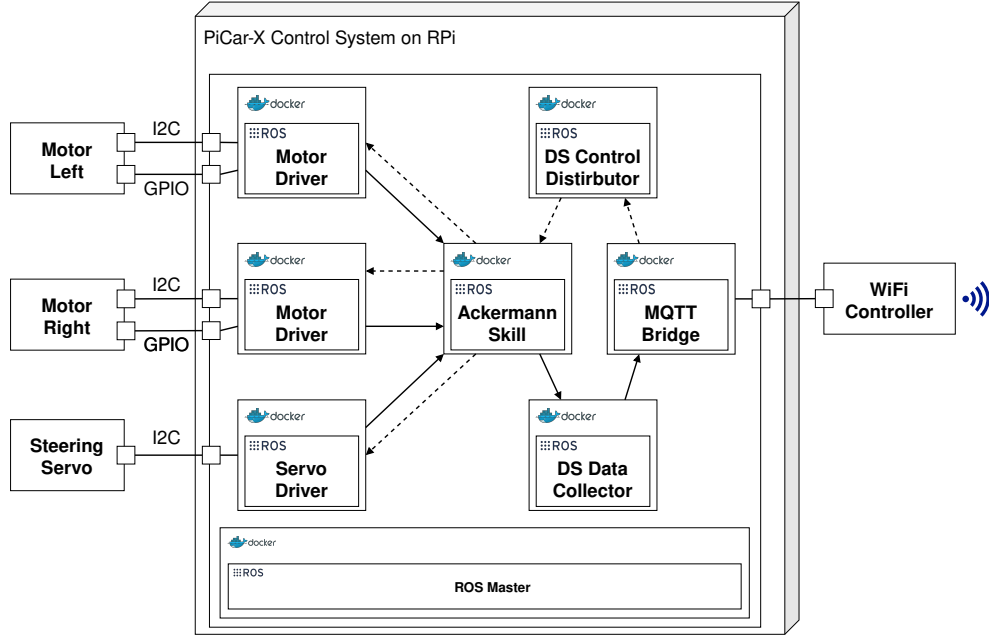 PiCar-X Control System on RPi
docker
ROS
Motor
Driver
docker
ROS
DS Control
Distirbutor
Motor
Left
I2C
GPIO
docker
ROS
Motor
Driver
docker
ROS
Ackermann
Skill
docker
ROS
MQTT
Bridge
Motor
Right
I2C
GPIO
WiFi
Controller
docker
ROS
Servo
Driver
docker
ROS
DS Data
Collector
Steering
Servo
I2C
docker
ROS
ROS Master